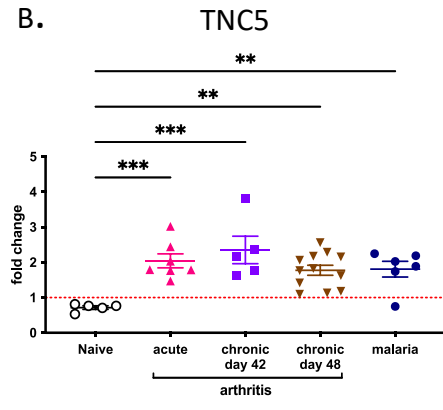 B. TNC5
**
**
***
***
fold change
5
4
3
2
1
0
Naive acute chronic day 42 chronic day 48 malaria
arthritis